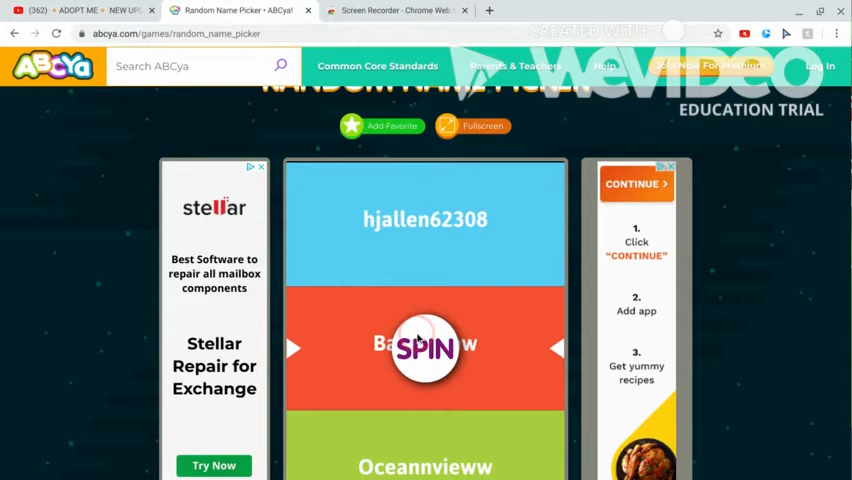 (362) • ADOPT ME • NEW UPD
Random Name Picker • ABCya!
Screen Recorder - Chrome Web S
abcya.com/games/random_name_picker
CREATED WITH
ABCya
Search ABCya
Common Core Standards
Parents & Teachers
Help
Join Now For Premium
Log In
WEVIDEO
EDUCATION TRIAL
RANDOM NAME PICKER
Add Favorite
Fullscreen
stellar
Best Software to
repair all mailbox
components
Stellar
Repair for
Exchange
Try Now
hjallen62308
SPIN
Oceannvieww
CONTINUE >
1.
Click
“CONTINUE”
2.
Add app
3.
Get yummy
recipes